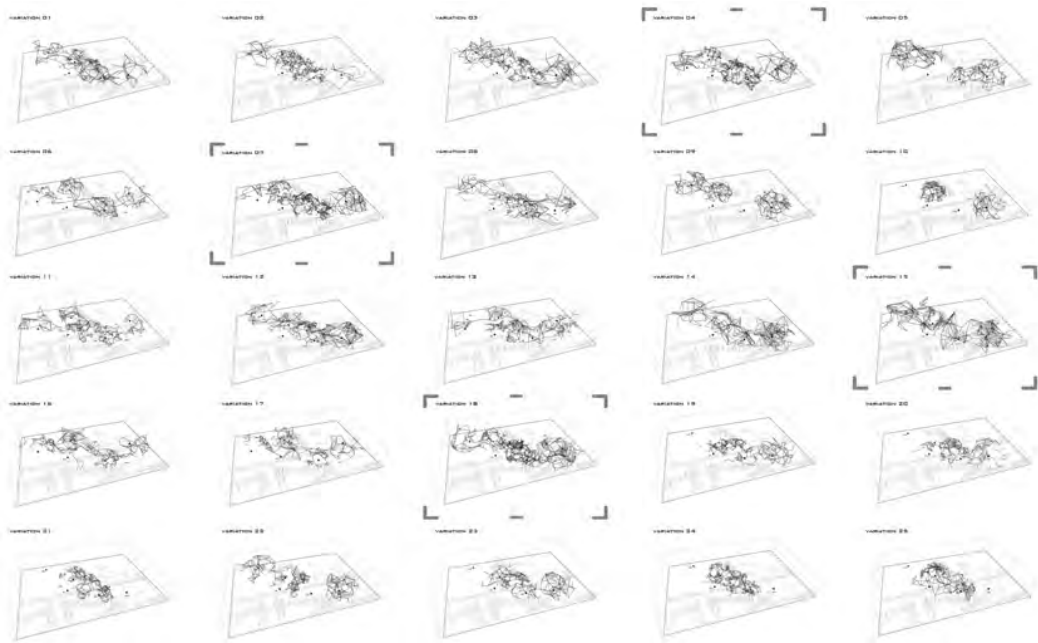 VARIATION 01
VARIATION 02
VARIATION 03
VARIATION 04
VARIATION 05
VARIATION 06
VARIATION 07
VARIATION 08
VARIATION 09
VARIATION 10
VARIATION 11
VARIATION 12
VARIATION 13
VARIATION 14
VARIATION 15
VARIATION 16
VARIATION 17
VARIATION 18
VARIATION 19
VARIATION 20
VARIATION 21
VARIATION 22
VARIATION 23
VARIATION 24
VARIATION 25